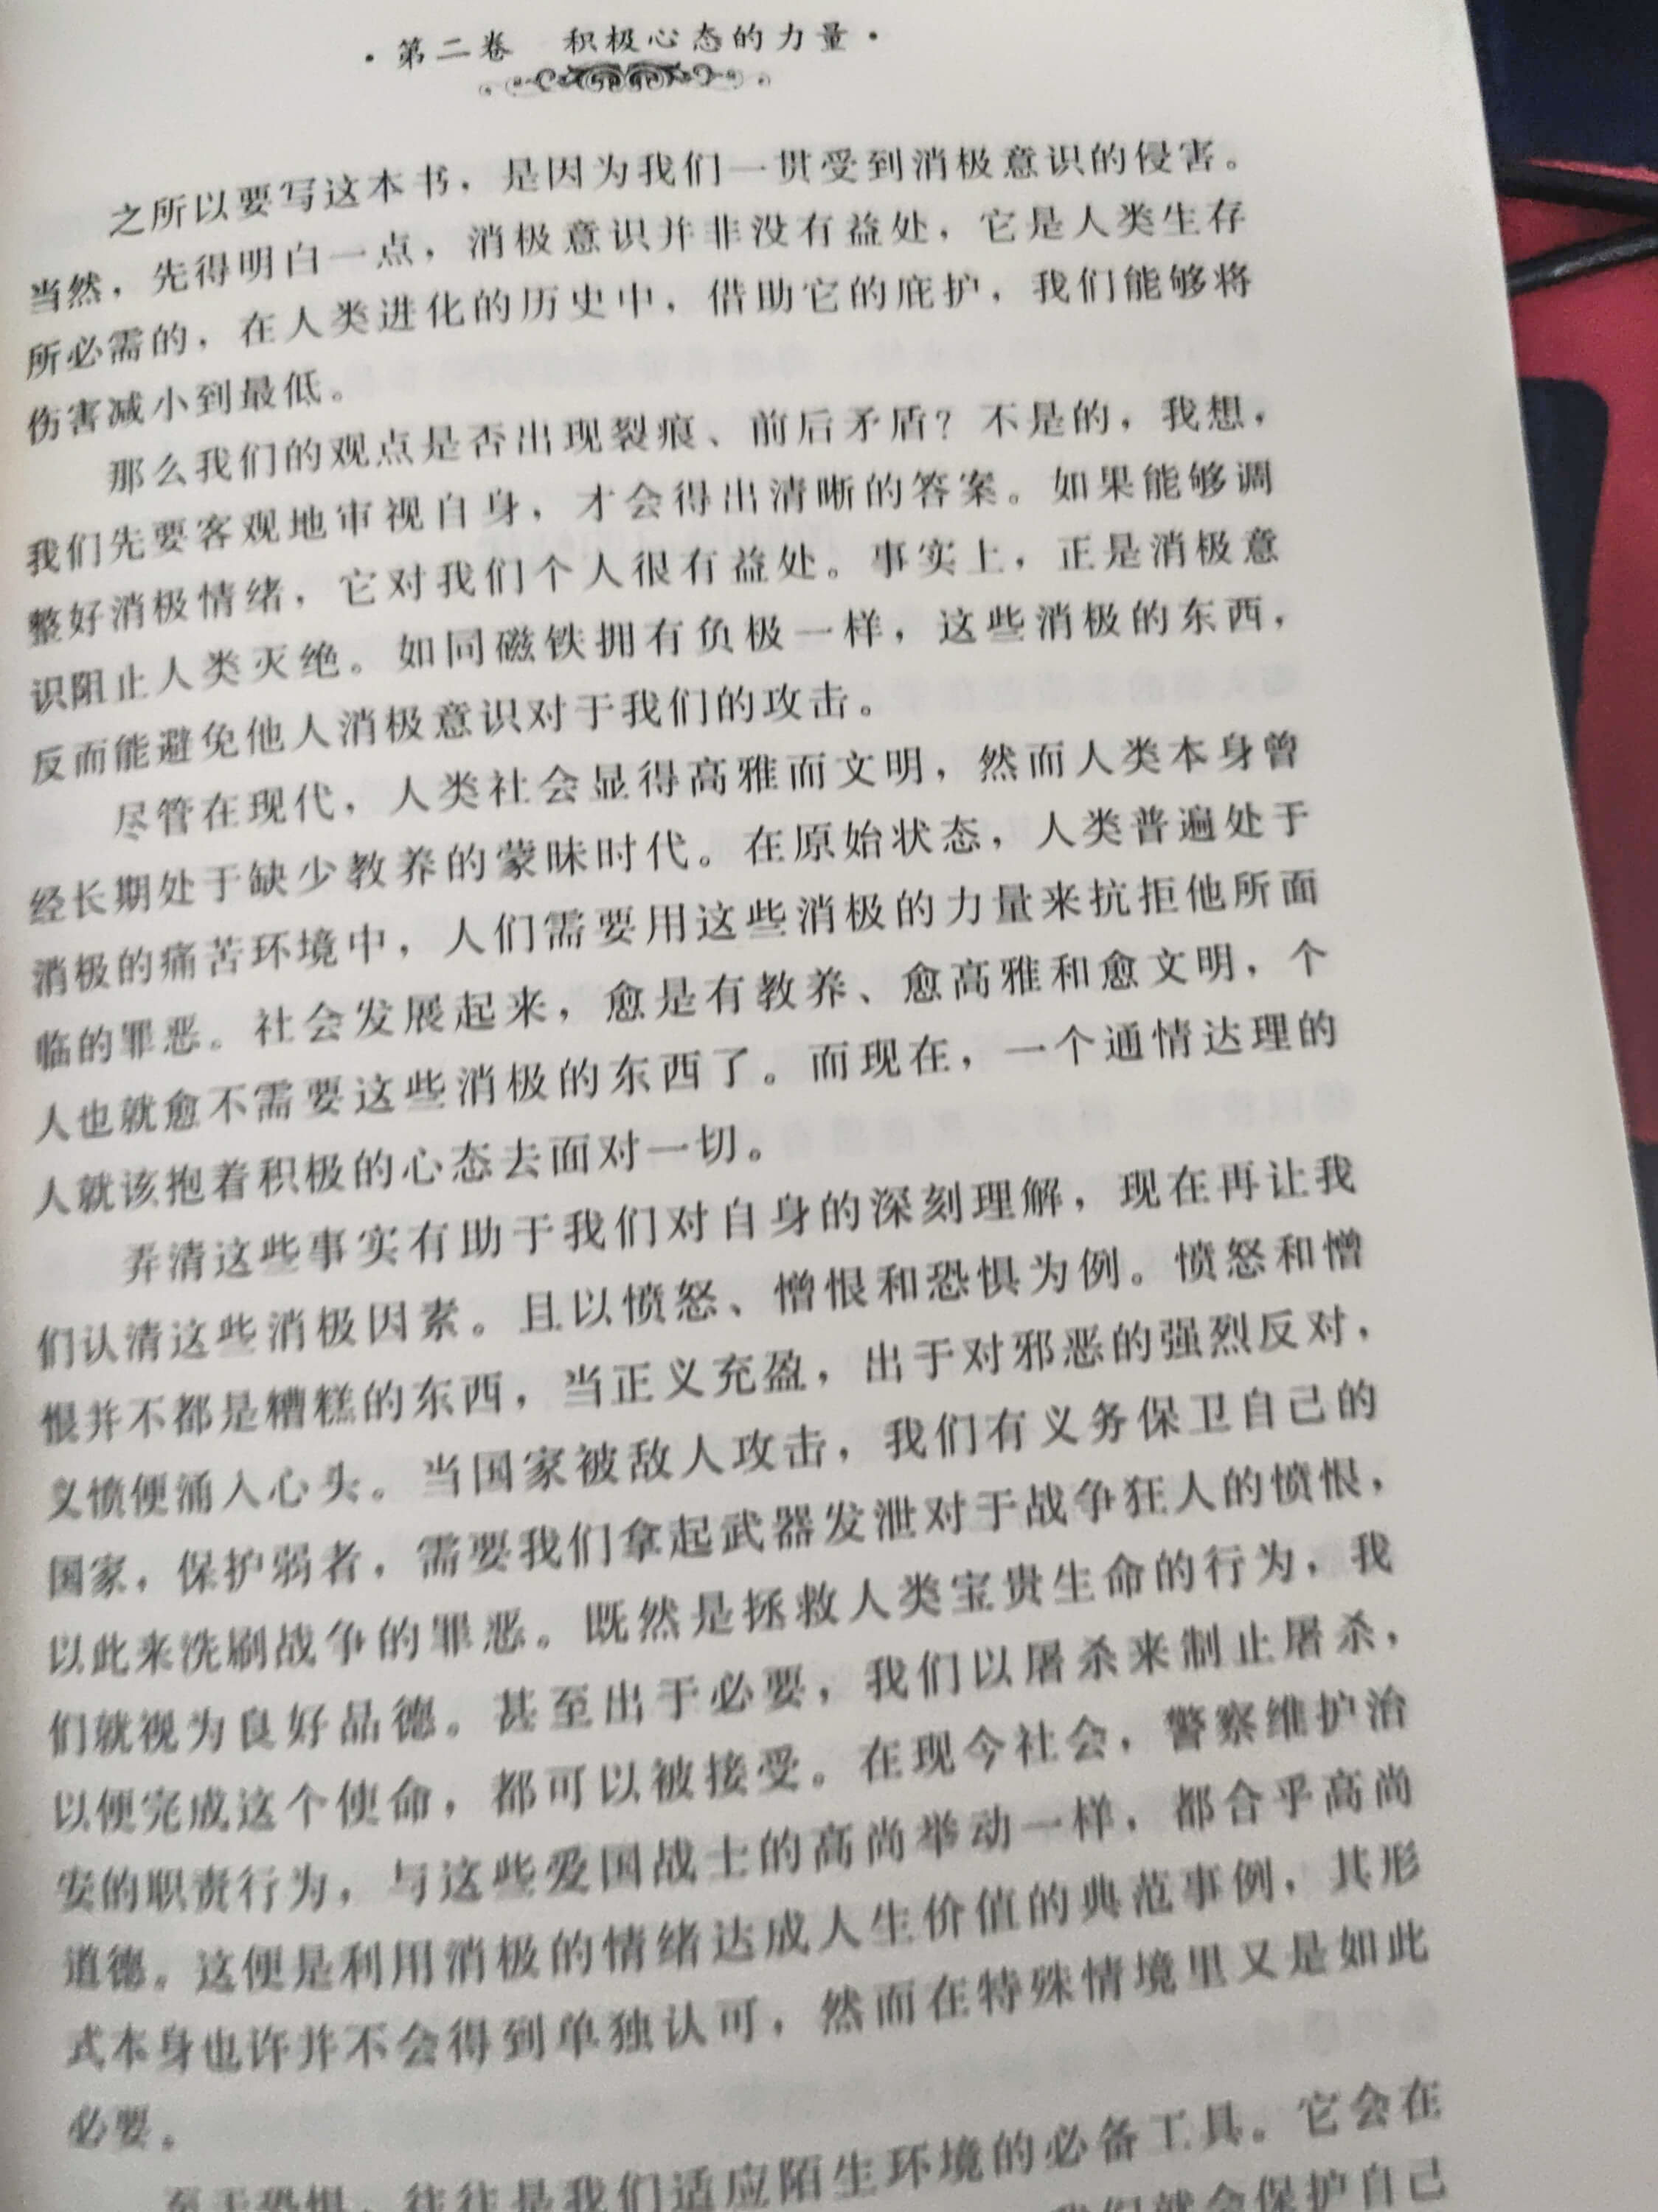 ·第二卷 积极心态的力量·
之所以要写这本书，是因为我们一贯受到消极意识的侵害。
当然，先得明白一点，消极意识并非没有益处，它是人类生存
所必需的，在人类进化的历史中，借助它的庇护，我们能够将
伤害减小到最低。
那么我们的观点是否出现裂痕、前后矛盾？不是的，我想，
我们先要客观地审视自身，才会得出清晰的答案。如果能够调
整好消极情绪，它对我们个人很有益处。事实上，正是消极意
识阻止人类灭绝。如同磁铁拥有负极一样，这些消极的东西，
反而能避免他人消极意识对于我们的攻击。
尽管在现代，人类社会显得高雅而文明，然而人类本身曾
经长期处于缺少教养的蒙昧时代。在原始状态，人类普遍处于
消极的痛苦环境中，人们需要用这些消极的力量来抗拒他所面
临的罪恶。社会发展起来，愈是有教养、愈高雅和愈文明，个
人也就愈不需要这些消极的东西了。而现在，一个通情达理的
人就该抱着积极的心态去面对一切。
弄清这些事实有助于我们对自身的深刻理解，现在再让我
们认清这些消极因素。且以愤怒、憎恨和恐惧为例。愤怒和憎
恨并不都是糟糕的东西，当正义充盈，出于对邪恶的强烈反对，
义愤便涌入心头。当国家被敌人攻击，我们有义务保卫自己的
国家，保护弱者，需要我们拿起武器发泄对于战争狂人的愤恨，
以此来洗刷战争的罪恶。既然是拯救人类宝贵生命的行为，我
们就视为良好品德。甚至出于必要，我们以屠杀来制止屠杀，
以便完成这个使命，都可以被接受。在现今社会，警察维护治
安的职责行为，与这些爱国战士的高尚举动一样，都合乎高尚
道德。这便是利用消极的情绪达成人生价值的典范事例，其形
式本身也许并不会得到单独认可，然而在特殊情境里又是如此
必要。
至于恐惧，往往是我们适应陌生环境的必备工具。它会在
我们就会保护自己